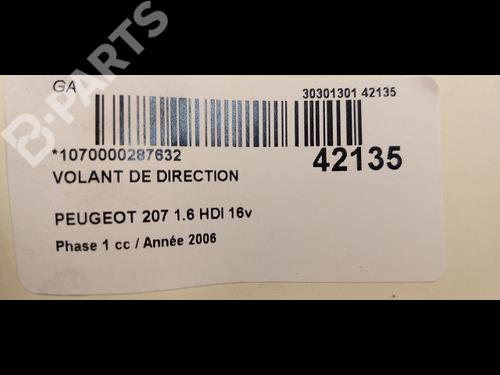 GA
30301301 42135
*1070000287632
42135
VOLANT DE DIRECTION
PEUGEOT 207 1.6 HDI 16v
Phase 1 cc / Année 2006
B-PARTS